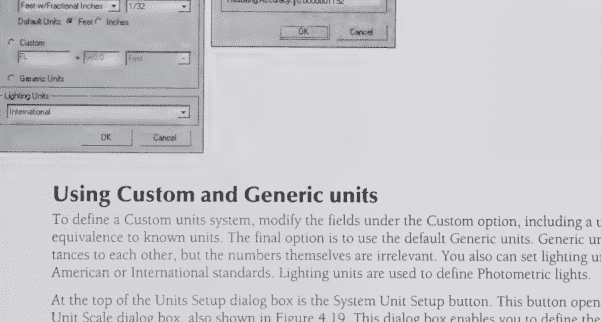 Feet w/Fractional Inches 1/32
Default Units: Feet Inches
Custom
FL = Feet
Generic Units
Lighting Units
International
OK Cancel
OK Cancel
Using Custom and Generic units
To define a Custom units system, modify the fields under the Custom option, including a
equivalence to known units. The final option is to use the default Generic units. Generic
tances to each other, but the numbers themselves are irrelevant. You also can set lighting
American or International standards. Lighting units are used to define Photometric lights.
At the top of the Units Setup dialog box is the System Unit Setup button. This button open
Unit Scale dialog box, also shown in Figure 4.19. This dialog box enables you to define the